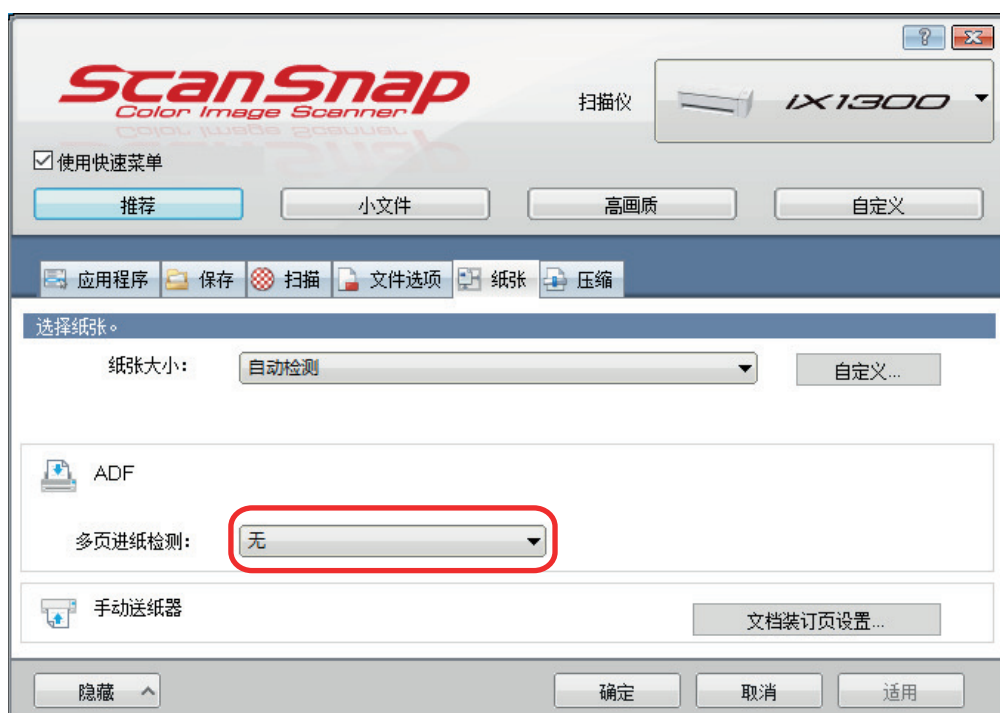 ?
ScanSnap
Color Image Scanner
扫描仪 iX1300
使用快速菜单
推荐 小文件 高画质 自定义
应用程序 保存 扫描 文件选项 纸张 压缩
选择纸张。
纸张大小： 自动检测 自定义...
ADF
多页进纸检测： 无
手动送纸器
文档装订页设置...
隐藏 确定 取消 适用